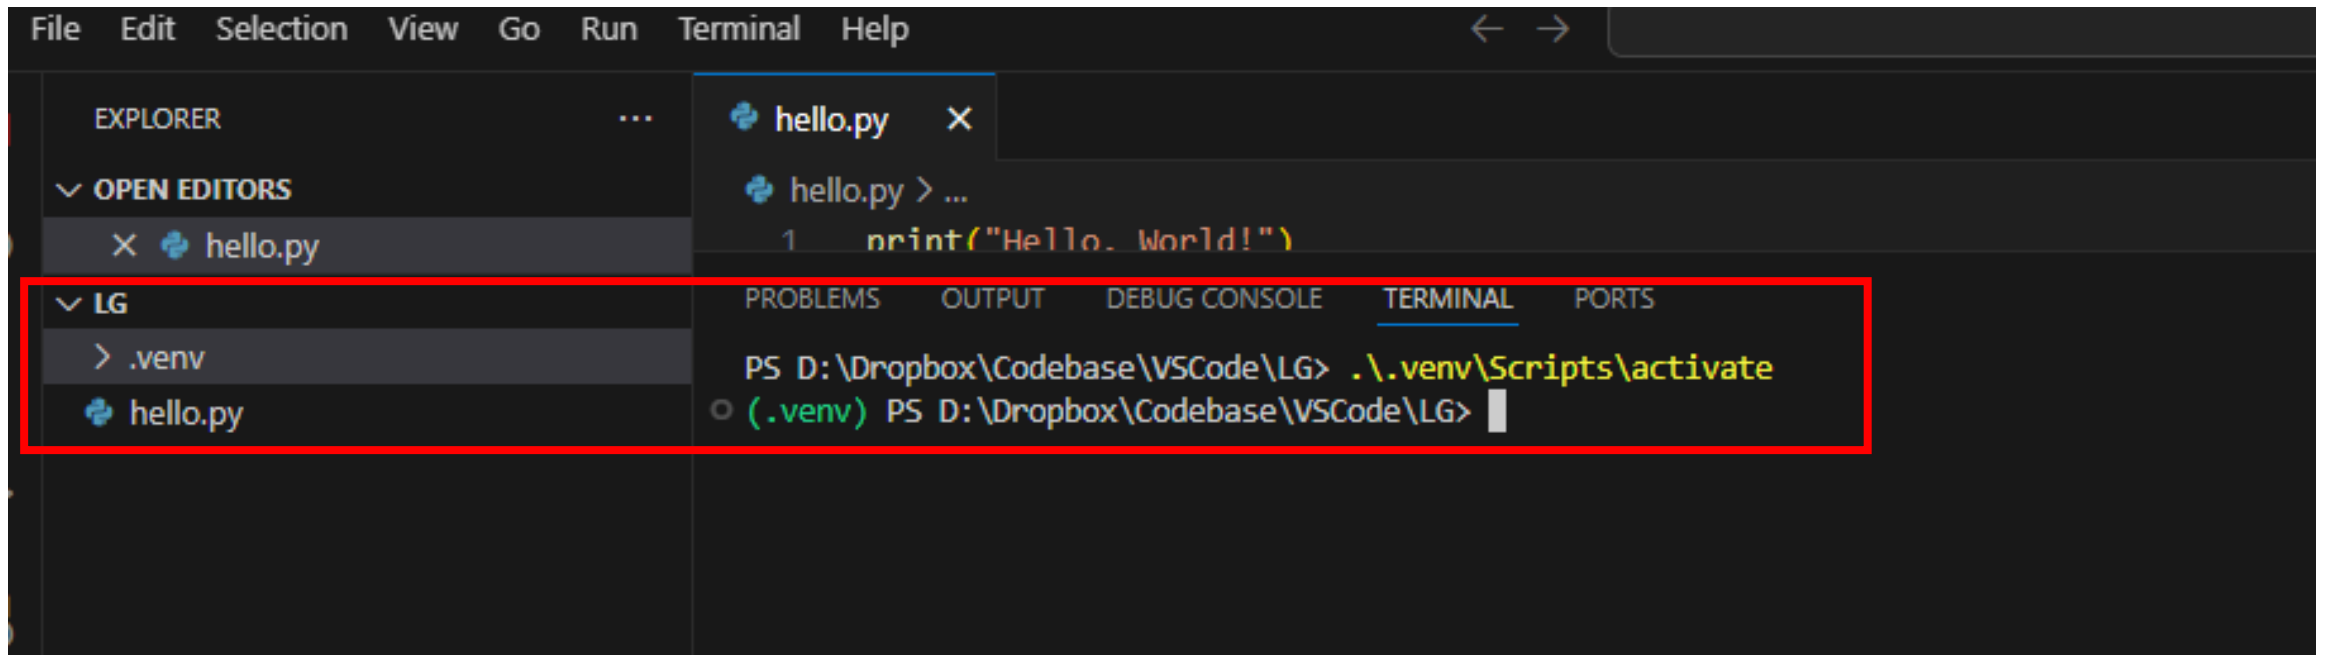 File Edit Selection View Go Run Terminal Help
EXPLORER ...
OPEN EDITORS
hello.py
LG
.venv
hello.py
hello.py
hello.py > ...
1 print("Hello, World!")
PROBLEMS OUTPUT DEBUG CONSOLE TERMINAL PORTS
PS D:\Dropbox\Codebase\VSCode\LG> .\.venv\Scripts\activate
(.venv) PS D:\Dropbox\Codebase\VSCode\LG>